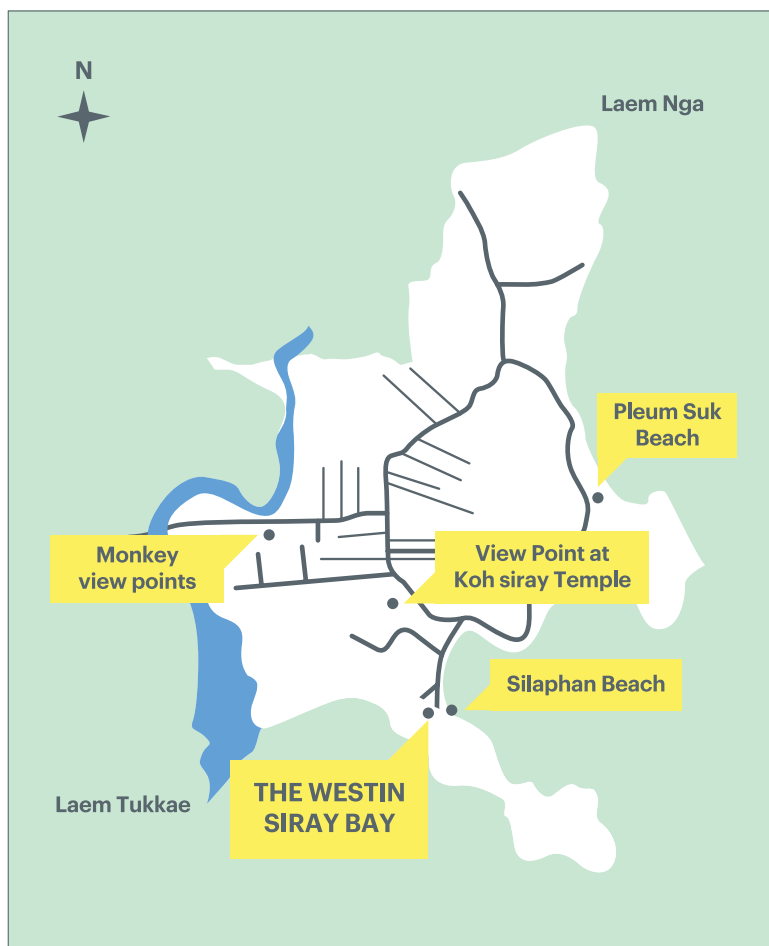 N
Laem Nga
Pleum Suk
Beach
Monkey
view points
View Point at
Koh siray Temple
Silaphan Beach
THE WESTIN
SIRAY BAY
Laem Tukkae